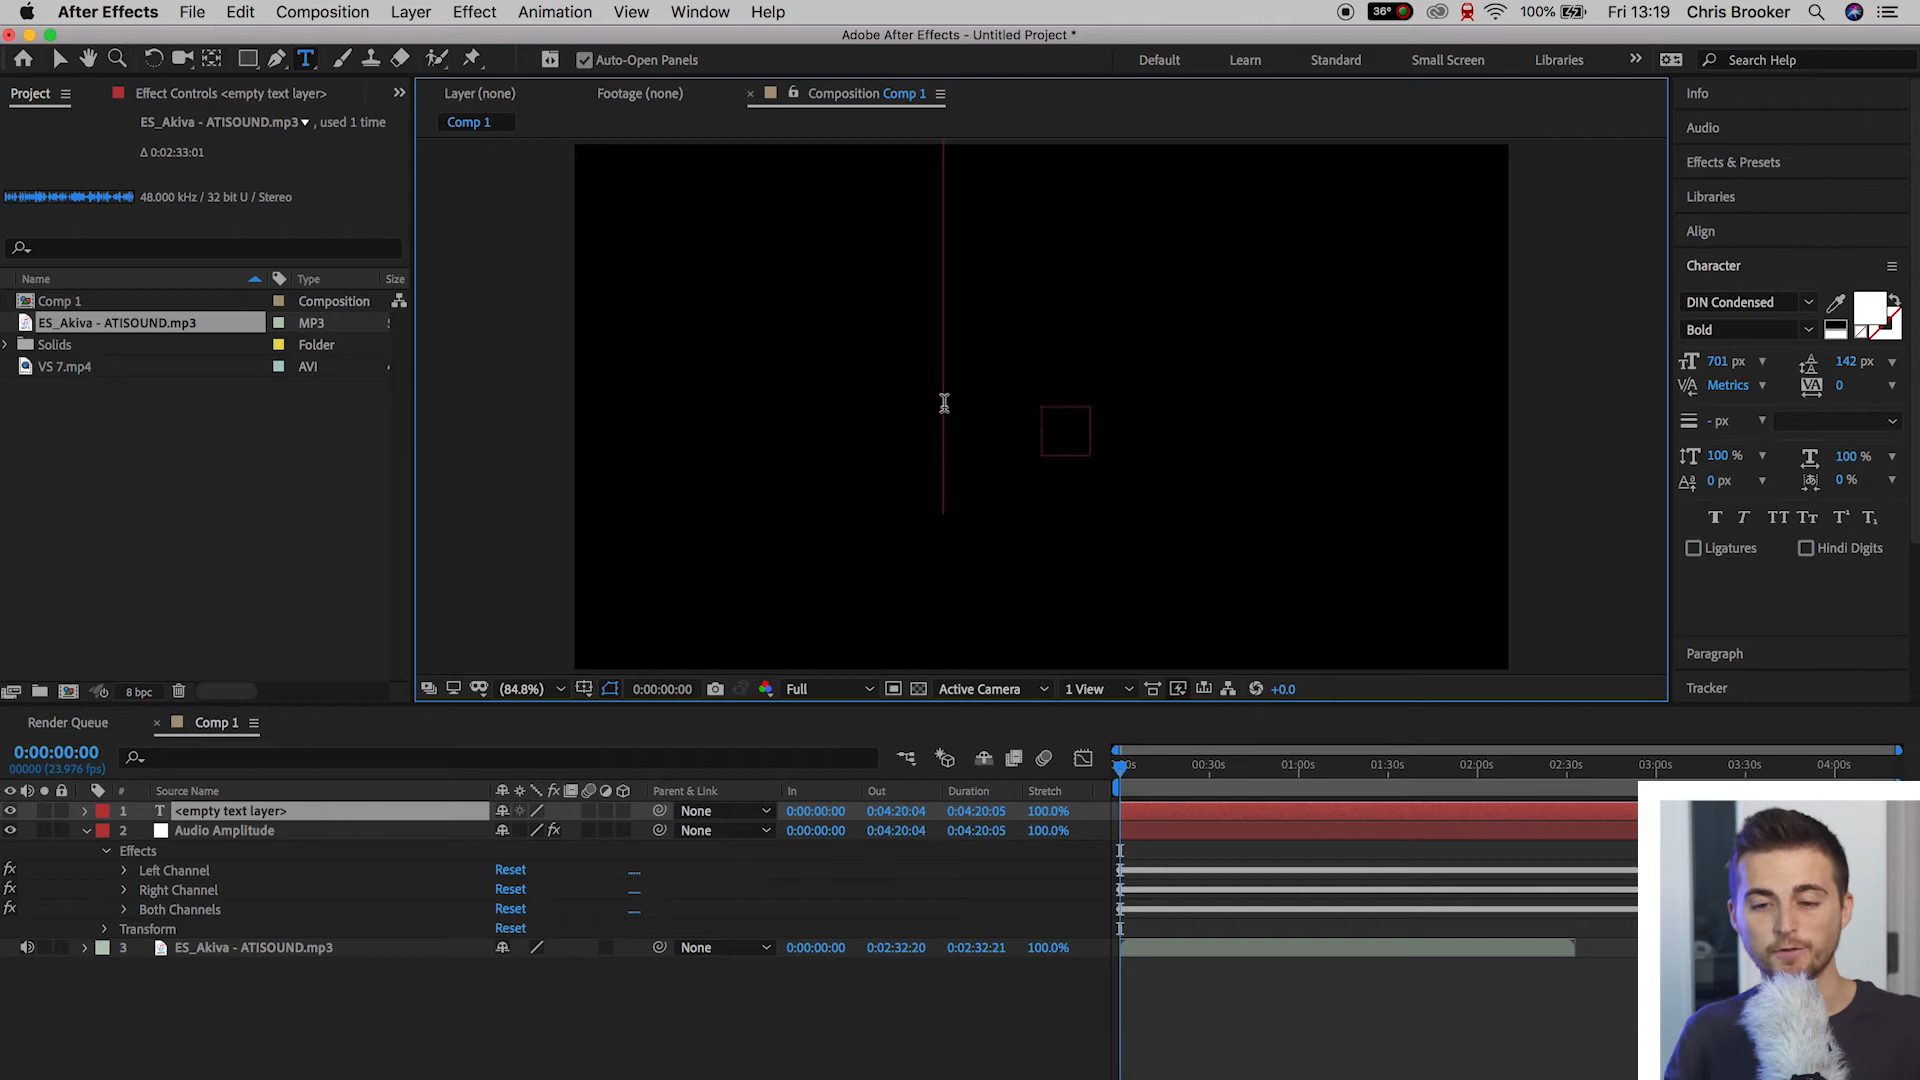 After Effects File Edit Composition Layer Effect Animation View Window Help 36° 100% Fri 13:19 Chris Brooker
Adobe After Effects - Untitled Project *
Auto-Open Panels Default Learn Standard Small Screen Libraries Search Help
Project Effect Controls <empty text layer> Layer (none) Footage (none) Composition Comp 1 Info
ES_Akiva - ATISOUND.mp3 , used 1 time Comp 1
Audio
Δ 0:02:33:01
Effects & Presets
48.000 kHz / 32 bit U / Stereo Libraries
Align
Character
Name Type Size
Comp 1 Composition DIN Condensed
ES_Akiva - ATISOUND.mp3 MP3 Bold
Solids Folder
VS 7.mp4 AVI 701 px 142 px
Metrics 0
- px
100 % 100 %
0 px 0 %
T T TT Tт T¹ T₁
Ligatures Hindi Digits
Paragraph
8 bpc (84.8%) 0:00:00:00 Full Active Camera 1 View +0.0 Tracker
Render Queue Comp 1
0:00:00:00
00000 (23.976 fps) 00:30s 01:00s 01:30s 02:00s 02:30s 03:00s 03:30s 04:00s
# Source Name Parent & Link In Out Duration Stretch
1 T <empty text layer> None 0:00:00:00 0:04:20:04 0:04:20:05 100.0%
2 Audio Amplitude None 0:00:00:00 0:04:20:04 0:04:20:05 100.0%
Effects
fx Left Channel Reset .....
fx Right Channel Reset .....
fx Both Channels Reset .....
Transform Reset
3 ES_Akiva - ATISOUND.mp3 None 0:00:00:00 0:02:32:20 0:02:32:21 100.0%